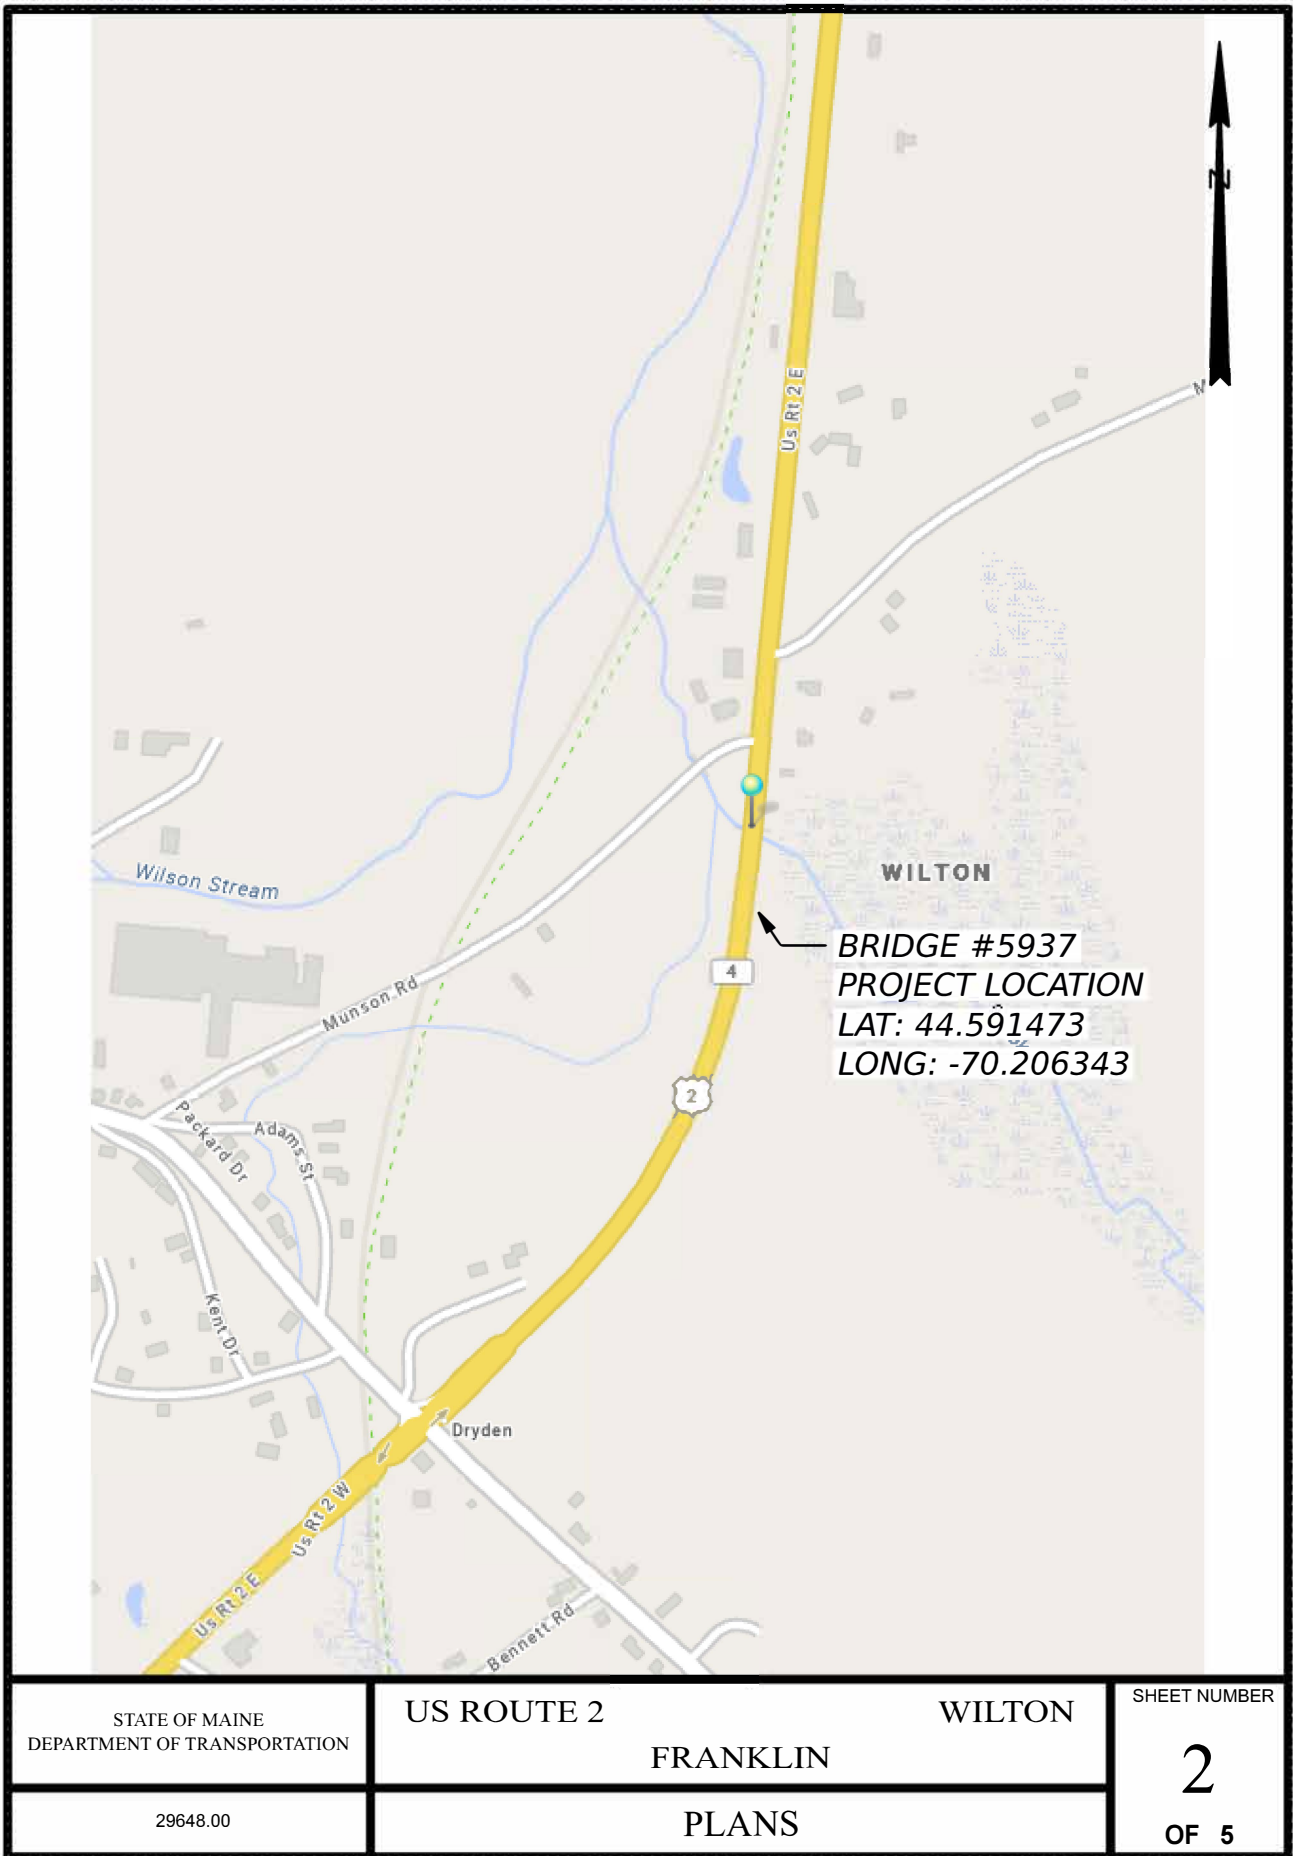 N
Us Rt 2 E
M
Wilson Stream
WILTON
BRIDGE #5937
PROJECT LOCATION
LAT: 44.591473
LONG: -70.206343
4
Munson Rd
2
Packard Dr
Adams St
Kent Dr
Dryden
Us Rt 2 W
Us Rt 2 E
Bennett Rd
STATE OF MAINE
DEPARTMENT OF TRANSPORTATION
29648.00
US ROUTE 2 WILTON
FRANKLIN
PLANS
SHEET NUMBER
2
OF 5